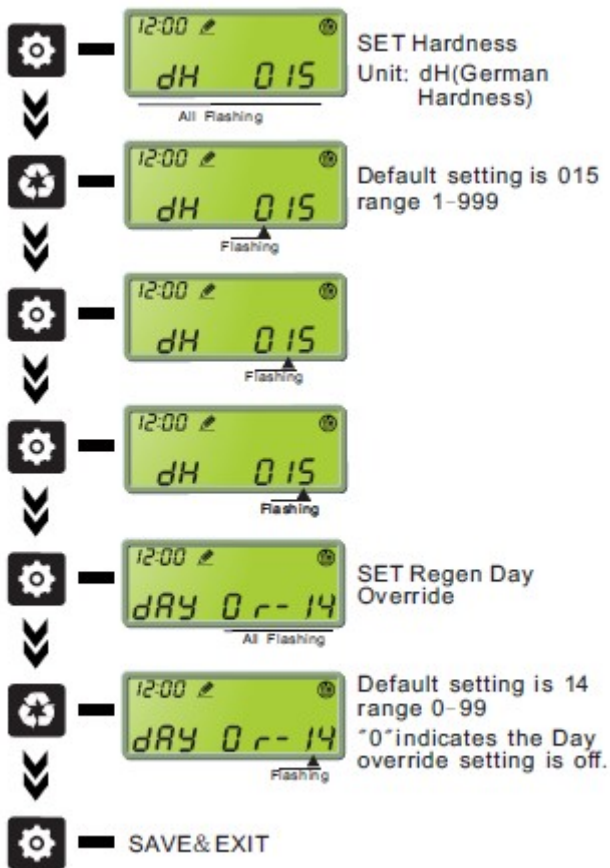 12:00
dH 015
All Flashing
SET Hardness
Unit: dH(German
Hardness)
12:00
dH 015
Flashing
Default setting is 015
range 1-999
12:00
dH 015
Flashing
12:00
dH 015
Flashing
12:00
dAY Or-14
All Flashing
SET Regen Day
Override
12:00
dAY Or-14
Flashing
Default setting is 14
range 0-99
"0"indicates the Day
override setting is off.
SAVE&EXIT